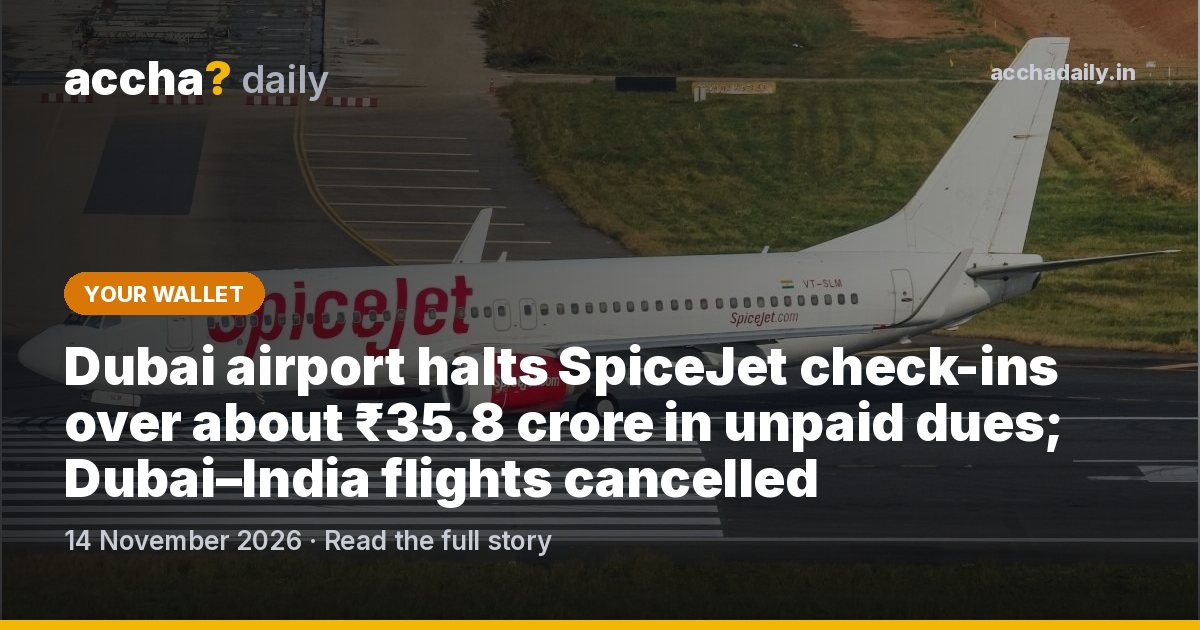 accha? daily
acchadaily.in
VT-SLM
SpiceJet
SpiceJet.com
YOUR WALLET
Dubai airport halts SpiceJet check-ins
over about ₹35.8 crore in unpaid dues;
Dubai–India flights cancelled
14 November 2026 · Read the full story